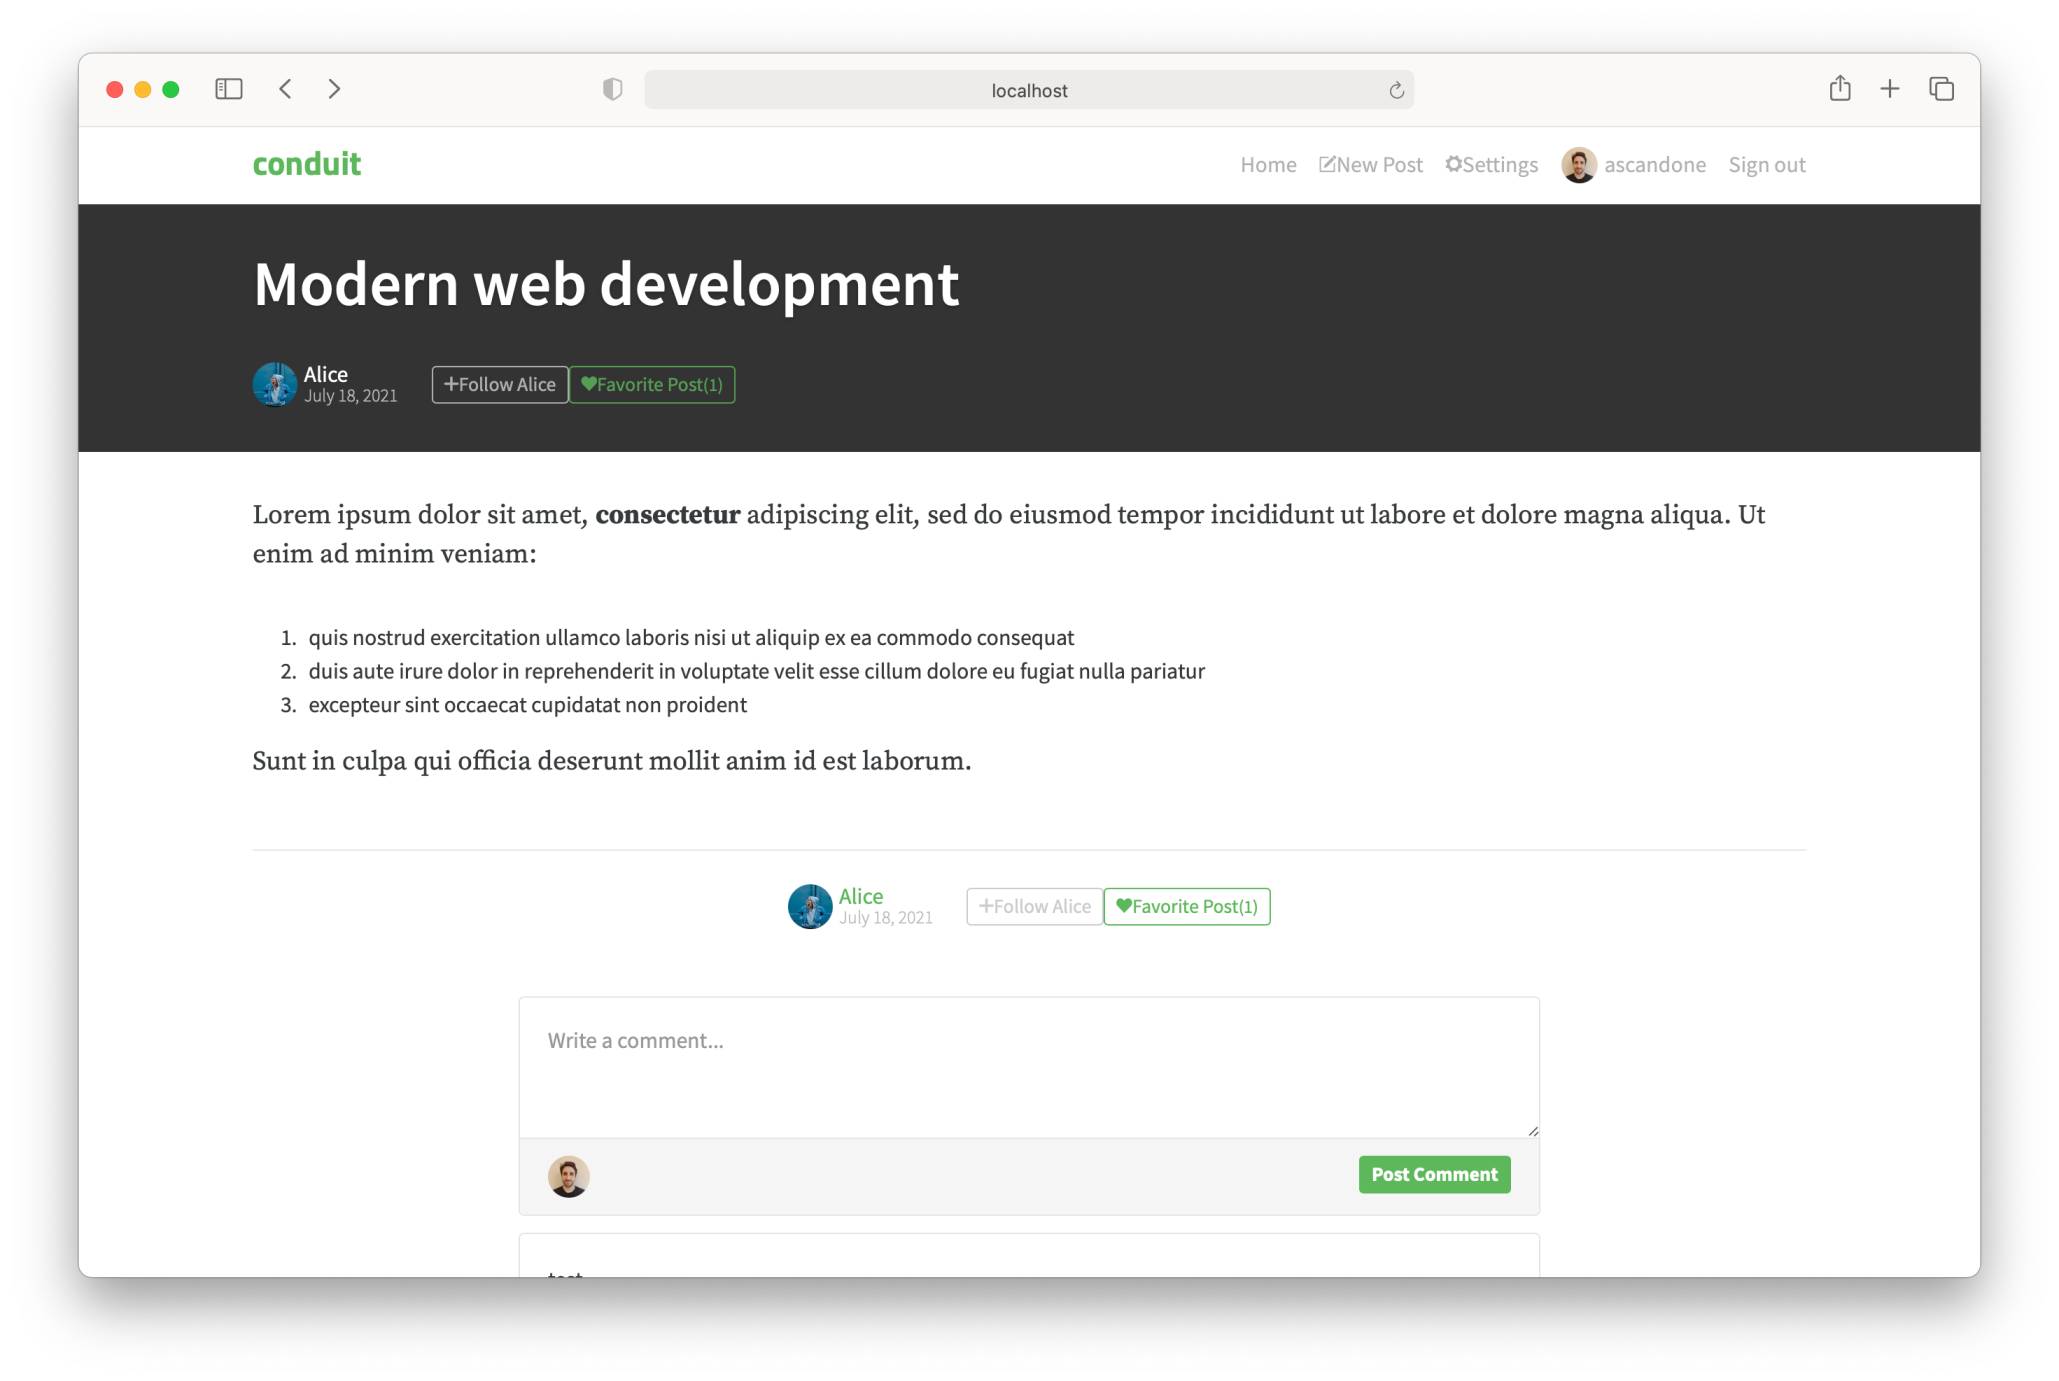 localhost
conduit
Home New Post Settings ascandone Sign out
Modern web development
Alice
July 18, 2021
+Follow Alice Favorite Post(1)
Lorem ipsum dolor sit amet, consectetur adipiscing elit, sed do eiusmod tempor incididunt ut labore et dolore magna aliqua. Ut
enim ad minim veniam:
1. quis nostrud exercitation ullamco laboris nisi ut aliquip ex ea commodo consequat
2. duis aute irure dolor in reprehenderit in voluptate velit esse cillum dolore eu fugiat nulla pariatur
3. excepteur sint occaecat cupidatat non proident
Sunt in culpa qui officia deserunt mollit anim id est laborum.
Alice
July 18, 2021
+Follow Alice Favorite Post(1)
Write a comment...
Post Comment